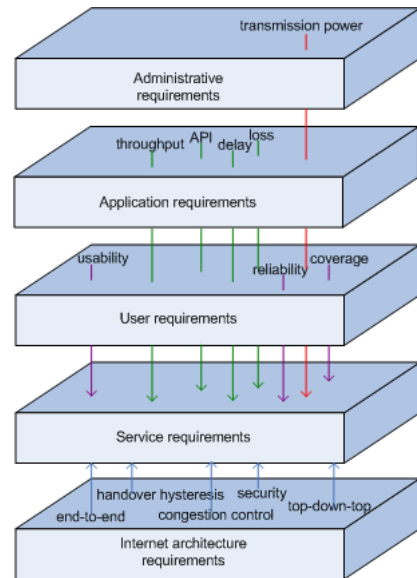 transmission power
Administrative
requirements
API
loss
throughput
delay
Application requirements
usability
coverage
reliability
User requirements
Service requirements
handover hysteresis
security
top-down-top
end-to-end
congestion control
Internet architecture
requirements